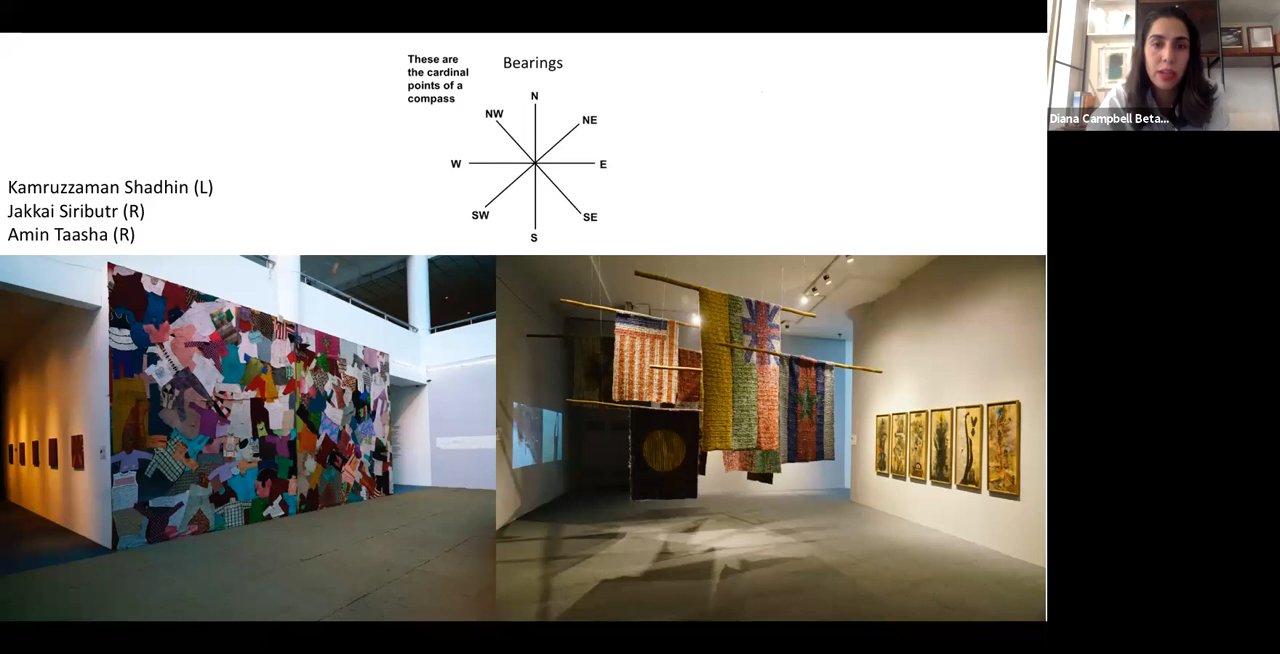 These are
the cardinal
points of a
compass
Bearings
N
NW
NE
W
E
SW
SE
S
Kamruzzaman Shadhin (L)
Jakkai Siributr (R)
Amin Taasha (R)
Diana Campbell Beta...